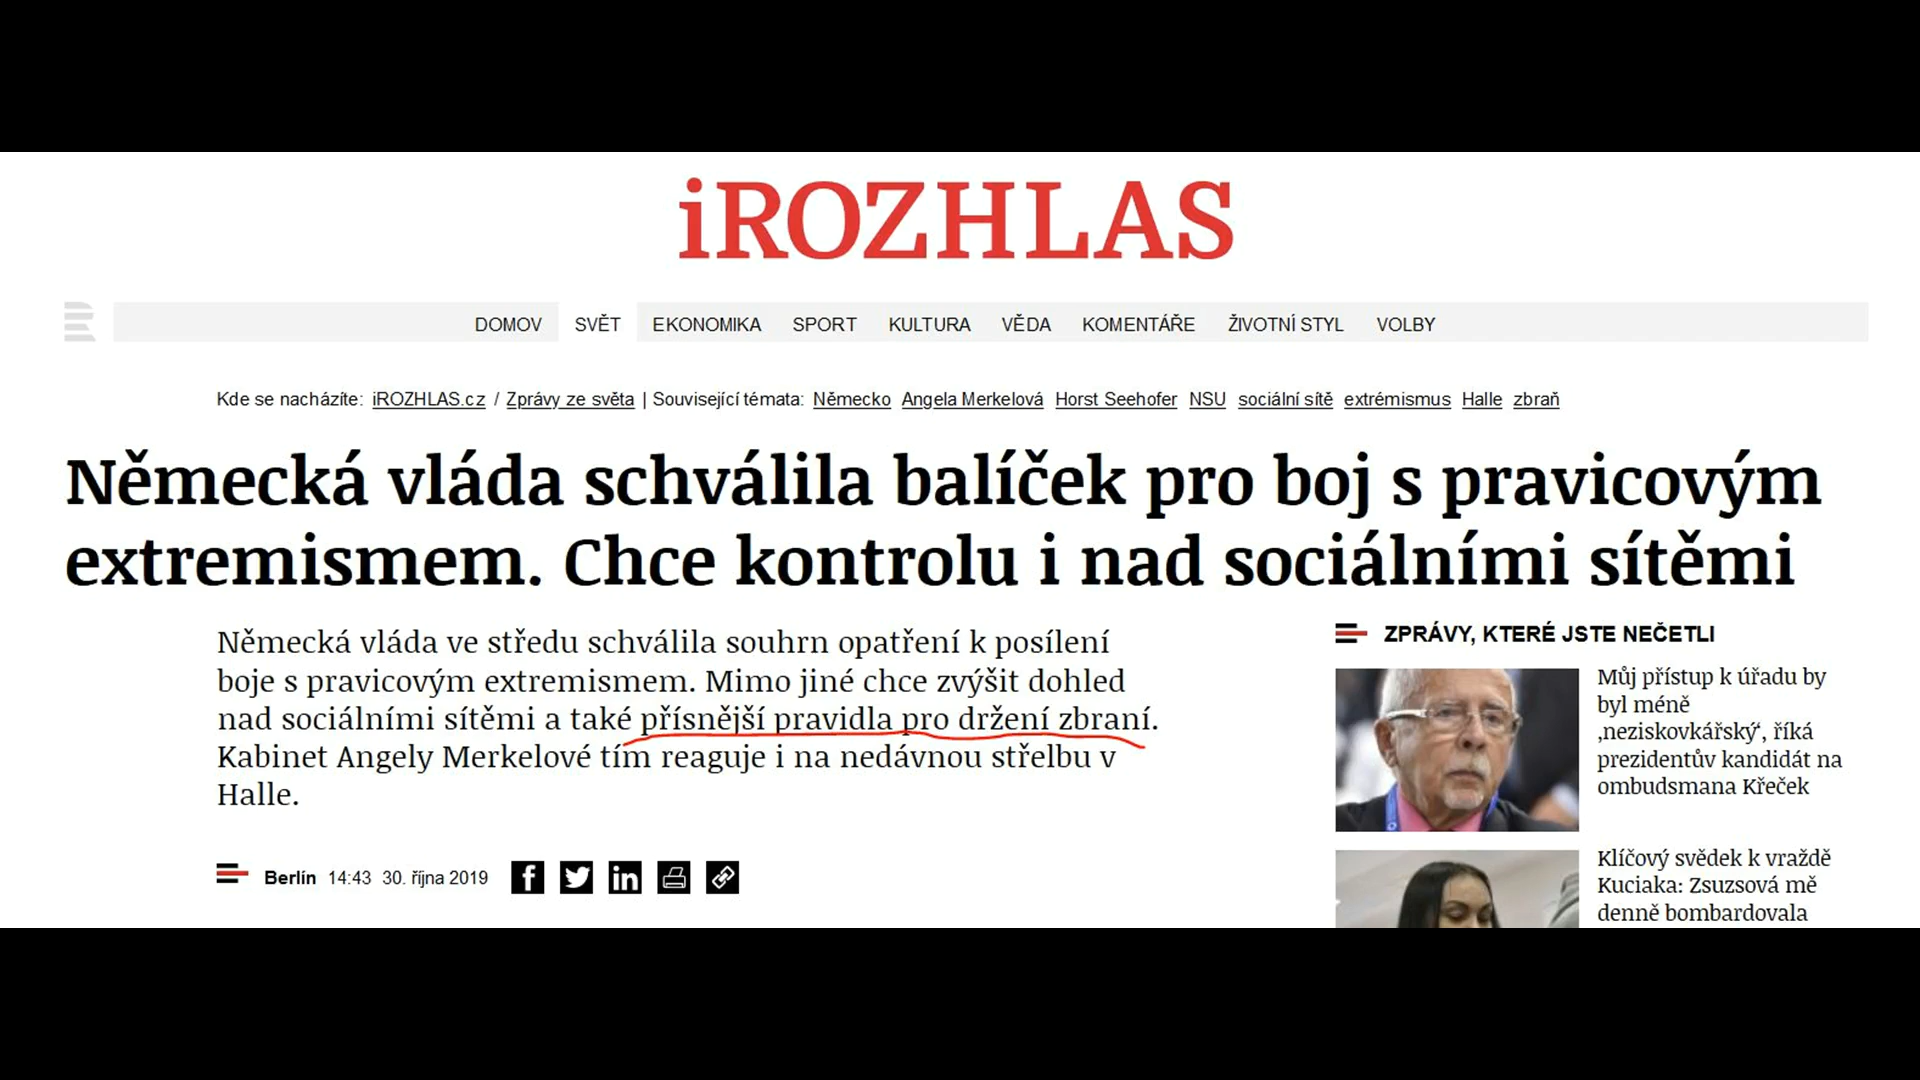 iROZHLAS
DOMOV SVĚT EKONOMIKA SPORT KULTURA VĚDA KOMENTÁŘE ŽIVOTNÍ STYL VOLBY
Kde se nacházíte: iROZHLAS.cz / Zprávy ze světa | Související témata: Německo Angela Merkelová Horst Seehofer NSU sociální sítě extrémismus Halle zbraň
Německá vláda schválila balíček pro boj s pravicovým
extremismem. Chce kontrolu i nad sociálními sítěmi
Německá vláda ve středu schválila souhrn opatření k posílení
boje s pravicovým extremismem. Mimo jiné chce zvýšit dohled
nad sociálními sítěmi a také přísnější pravidla pro držení zbraní.
Kabinet Angely Merkelové tím reaguje i na nedávnou střelbu v
Halle.
Berlín 14:43 30. října 2019
ZPRÁVY, KTERÉ JSTE NEČETLI
Můj přístup k úřadu by
byl méně
‚neziskovkářský‘, říká
prezidentův kandidát na
ombudsmana Křeček
Klíčový svědek k vraždě
Kuciaka: Zsuzsová mě
denně bombardovala